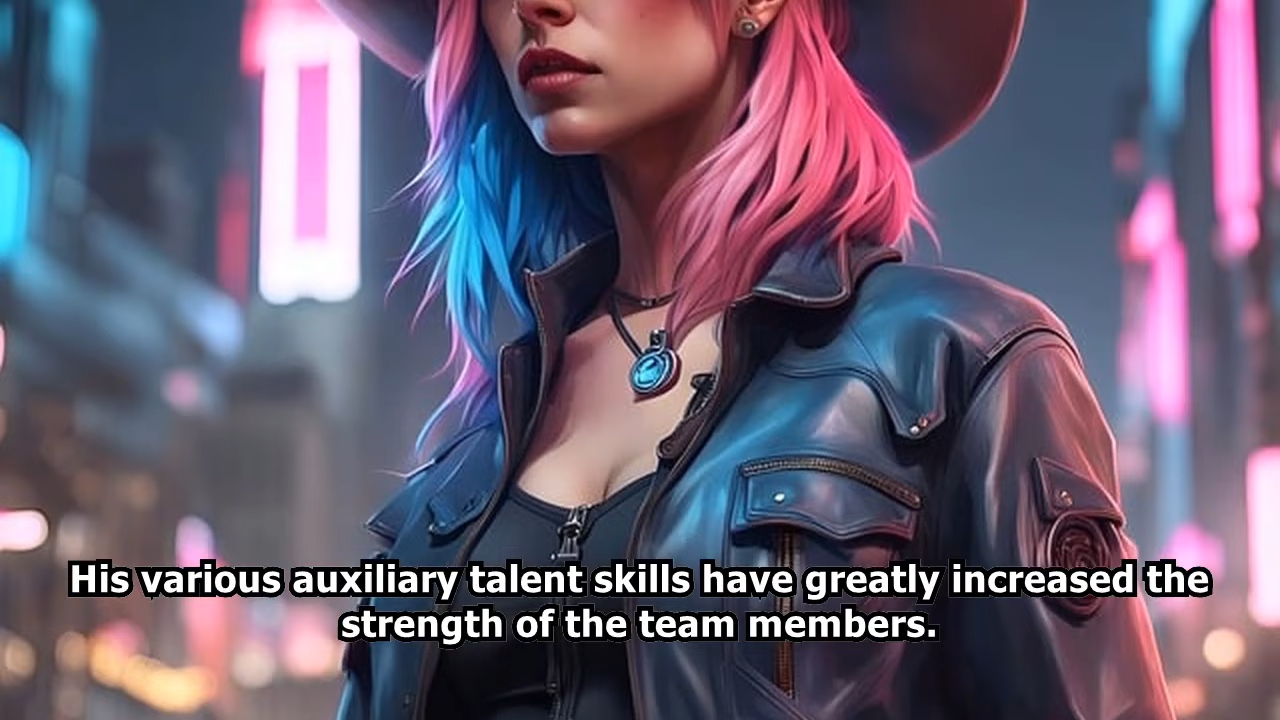 His various auxiliary talent skills have greatly increased the
strength of the team members.